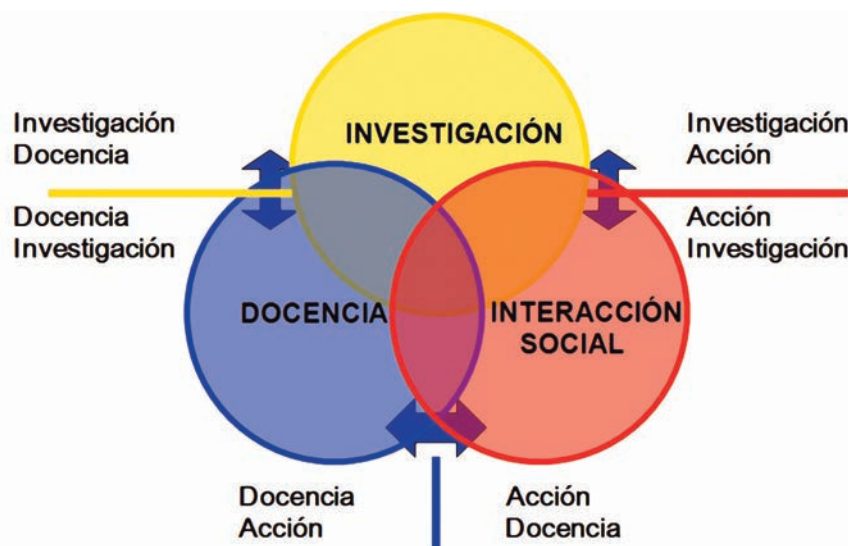 INVESTIGACIÓN
Investigación
Docencia
Docencia
Investigación
Investigación
Acción
Acción
Investigación
DOCENCIA
INTERACCIÓN
SOCIAL
Docencia
Acción
Acción
Docencia